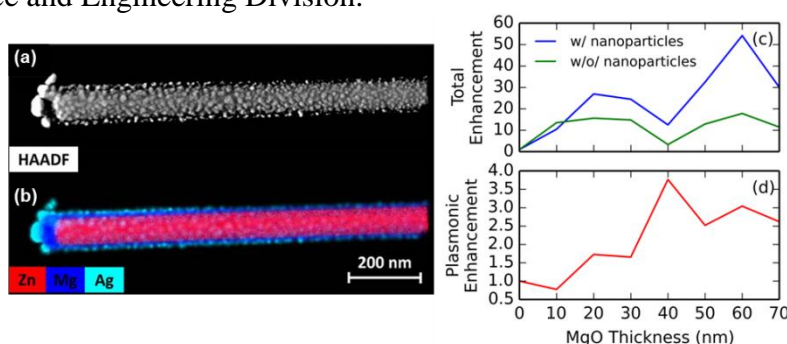 ce and Engineering Division.
(a)
HAADF
(b)
Zn Mg Ag
200 nm
(c)
w/ nanoparticles
w/o/ nanoparticles
Total
Enhancement
60
50
40
30
20
10
0
(d)
Plasmonic
Enhancement
4.0
3.5
3.0
2.5
2.0
1.5
1.0
0.5
0 10 20 30 40 50 60 70
MgO Thickness (nm)